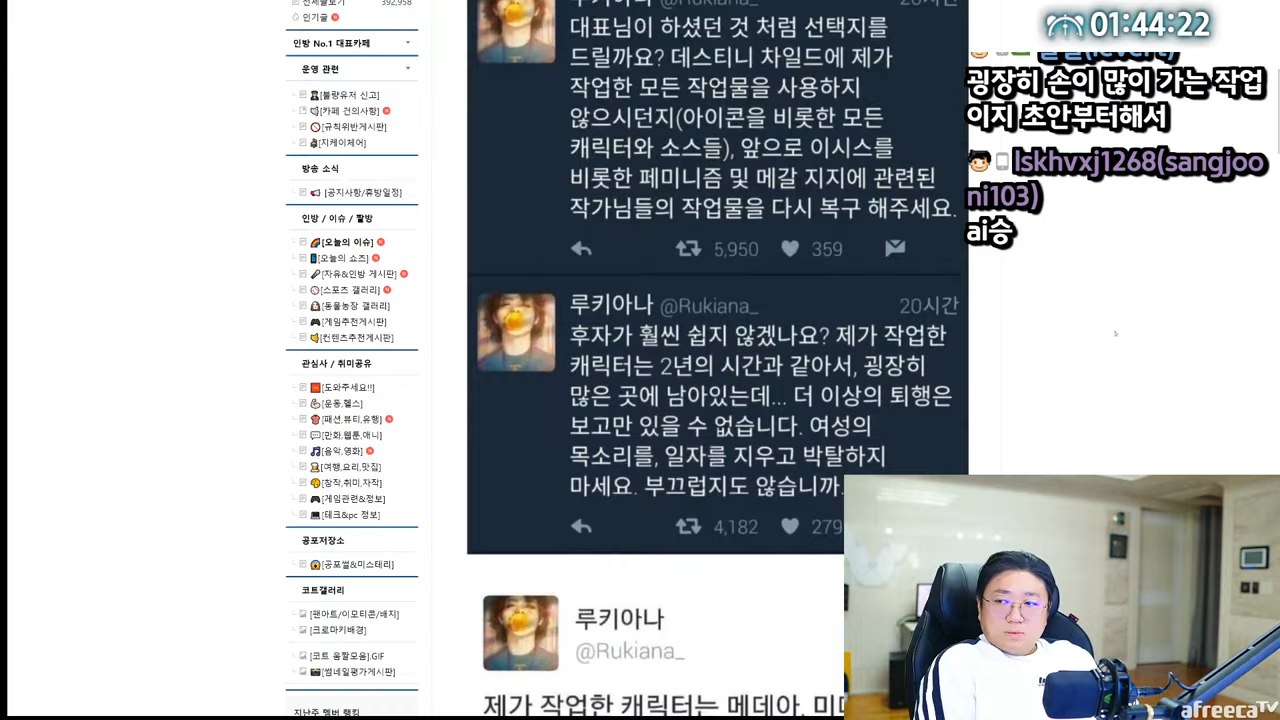 전체글보기 392,958
인기글
인방 No.1 대표카페
운영 관련
[불량유저 신고]
[카페 건의사항]
[규칙위반게시판]
[지케이체어]
방송 소식
[공지사항/휴방일정]
인방 / 이슈 / 짤방
[오늘의 이슈]
[오늘의 쇼츠]
[자유&인방 게시판]
[스포츠 갤러리]
[동물농장 갤러리]
[게임추천게시판]
[컨텐츠추천게시판]
관심사 / 취미공유
[도와주세요!!]
[운동,헬스]
[패션,뷰티,유행]
[만화,웹툰,애니]
[음악,영화]
[여행,요리,맛집]
[창작,취미,자작]
[게임관련&정보]
[테크&pc 정보]
공포저장소
[공포썰&미스테리]
코트갤러리
[팬아트/이모티콘/배지]
[크로마키배경]
[코트 움짤모음].GIF
[썸네일평가게시판]
지난주 멤버 랭킹
대표님이 하셨던 것 처럼 선택지를
드릴까요? 데스티니 차일드에 제가
작업한 모든 작업물을 사용하지
않으시던지(아이콘을 비롯한 모든
캐릭터와 소스들), 앞으로 이시스를
비롯한 페미니즘 및 메갈 지지에 관련된
작가님들의 작업물을 다시 복구 해주세요.
5,950 359
루키아나 @Rukiana_ 20시간
후자가 훨씬 쉽지 않겠나요? 제가 작업한
캐릭터는 2년의 시간과 같아서, 굉장히
많은 곳에 남아있는데... 더 이상의 퇴행은
보고만 있을 수 없습니다. 여성의
목소리를, 일자를 지우고 박탈하지
마세요. 부끄럽지도 않습니까.
4,182 279
루키아나
@Rukiana_
제가 작업한 캐릭터는 메데아, 미
01:44:22
굉장히 손이 많이 가는 작업
이지 초안부터해서
lskhvxj1268(sangjoo
ni103)
ai승
afreecaTV